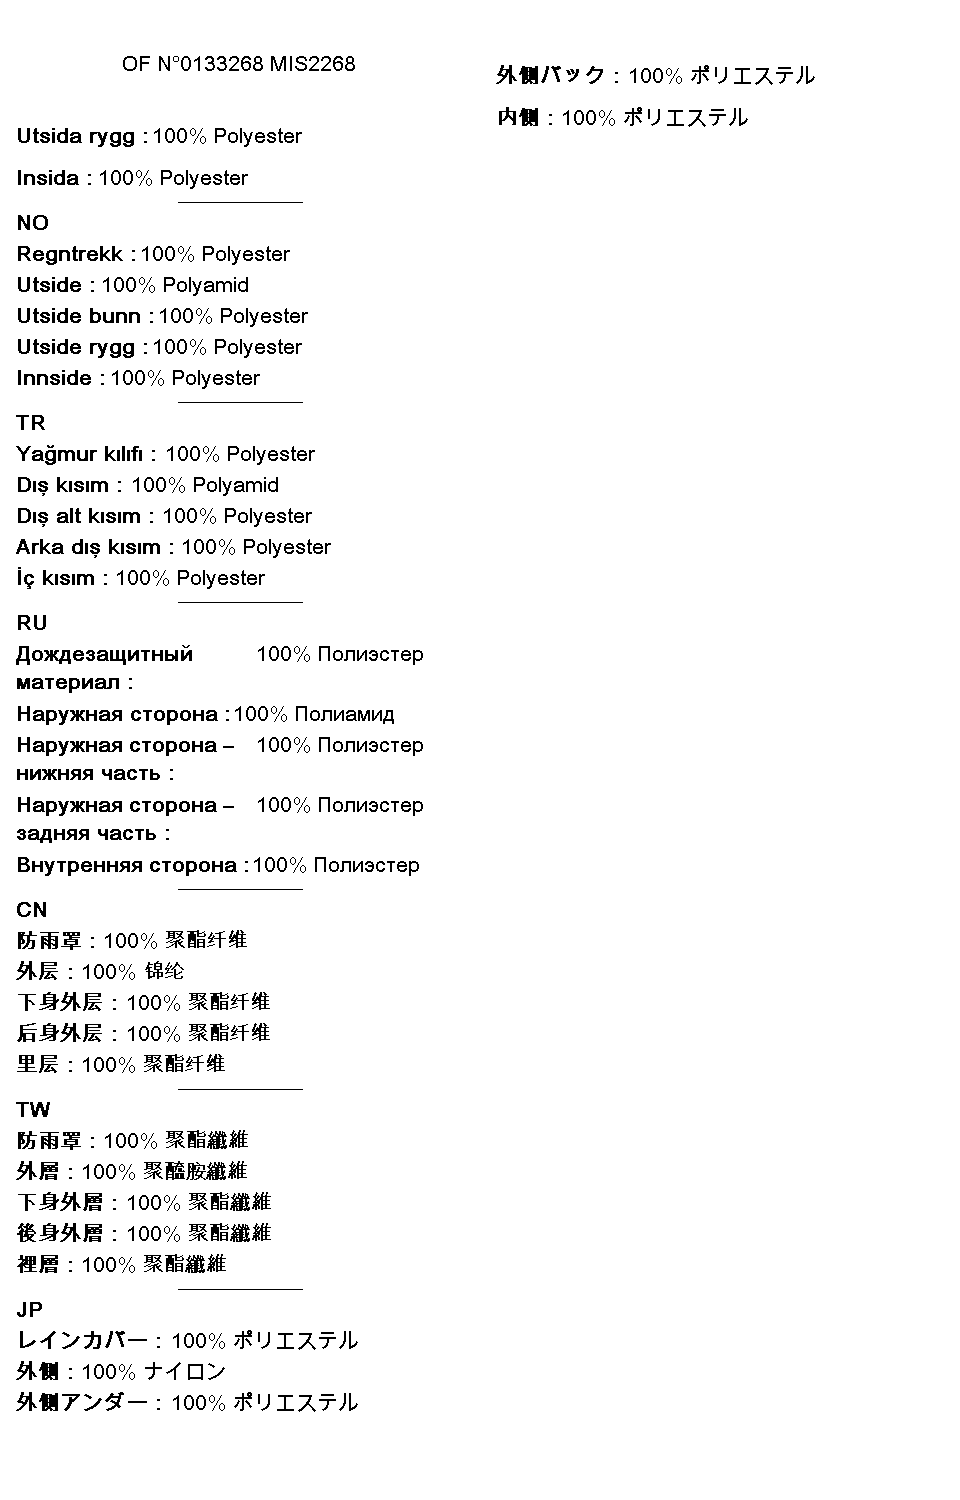 OF N°0133268 MIS2268
Utsida rygg : 100% Polyester
Insida : 100% Polyester
NO
Regntrekk : 100% Polyester
Utside : 100% Polyamid
Utside bunn : 100% Polyester
Utside rygg : 100% Polyester
Innside : 100% Polyester
TR
Yağmur kılıfı : 100% Polyester
Dış kısım : 100% Polyamid
Dış alt kısım : 100% Polyester
Arka dış kısım : 100% Polyester
İç kısım : 100% Polyester
RU
Дождезащитный 100% Полиэстер
материал :
Наружная сторона : 100% Полиамид
Наружная сторона – 100% Полиэстер
нижняя часть :
Наружная сторона – 100% Полиэстер
задняя часть :
Внутренняя сторона : 100% Полиэстер
CN
防雨罩 : 100% 聚酯纤维
外层 : 100% 锦纶
下身外层 : 100% 聚酯纤维
后身外层 : 100% 聚酯纤维
里层 : 100% 聚酯纤维
TW
防雨罩 : 100% 聚酯纖維
外層 : 100% 聚醯胺纖維
下身外層 : 100% 聚酯纖維
後身外層 : 100% 聚酯纖維
裡層 : 100% 聚酯纖維
JP
レインカバー : 100% ポリエステル
外側 : 100% ナイロン
外側アンダー : 100% ポリエステル
外側バック : 100% ポリエステル
内側 : 100% ポリエステル